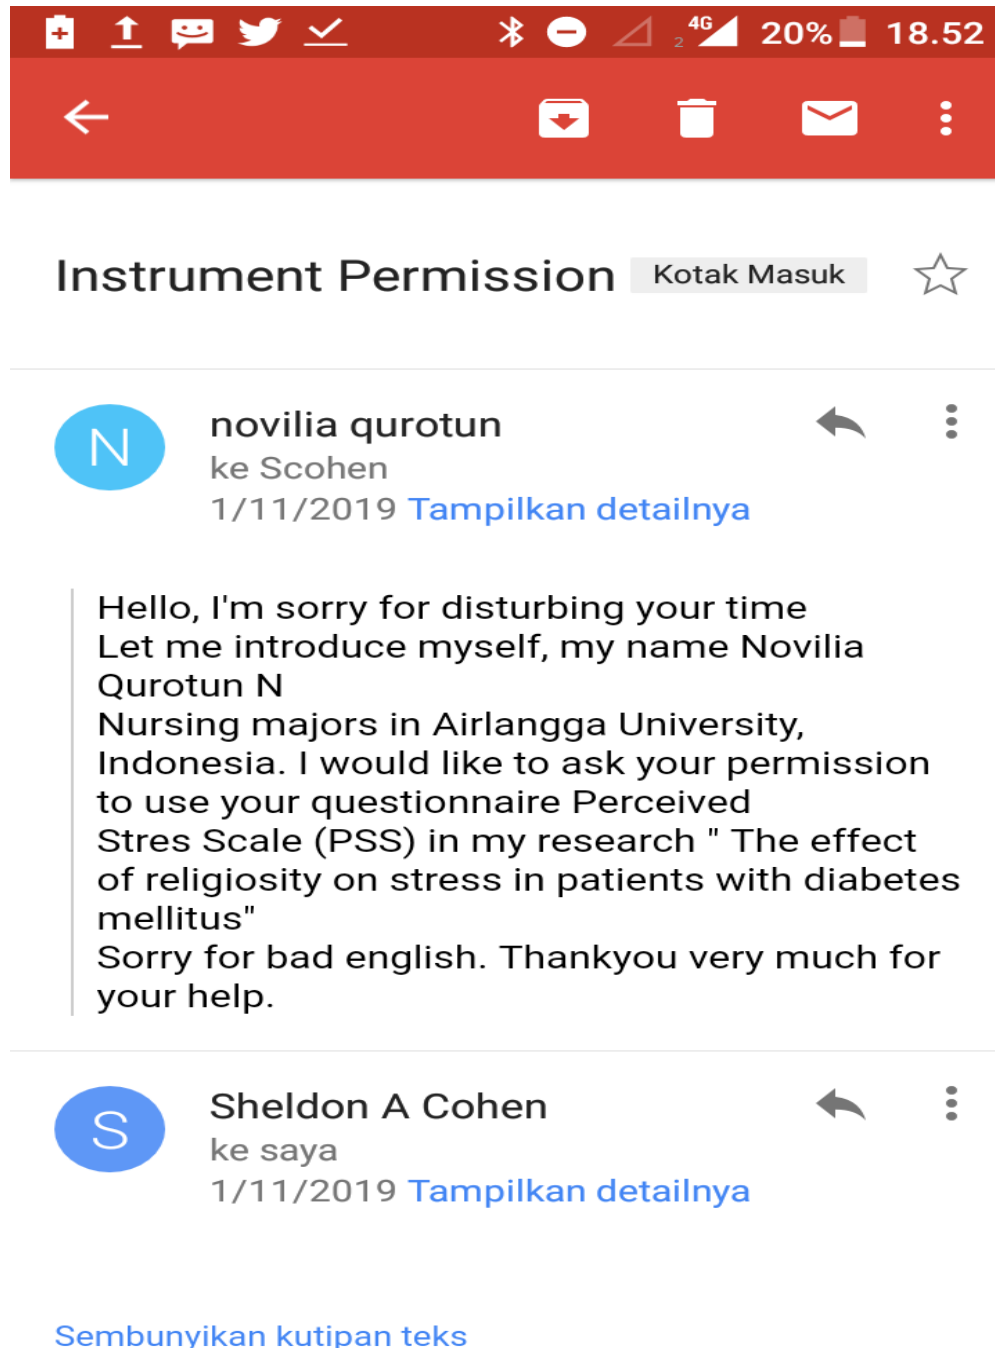 2 4G 20% 18.52
Instrument Permission Kotak Masuk
N
novilia qurotun
ke Scohen
1/11/2019 Tampilkan detailnya
Hello, I'm sorry for disturbing your time
Let me introduce myself, my name Novilia
Qurotun N
Nursing majors in Airlangga University,
Indonesia. I would like to ask your permission
to use your questionnaire Perceived
Stres Scale (PSS) in my research " The effect
of religiosity on stress in patients with diabetes
mellitus"
Sorry for bad english. Thankyou very much for
your help.
S
Sheldon A Cohen
ke saya
1/11/2019 Tampilkan detailnya
Sembunyikan kutipan teks